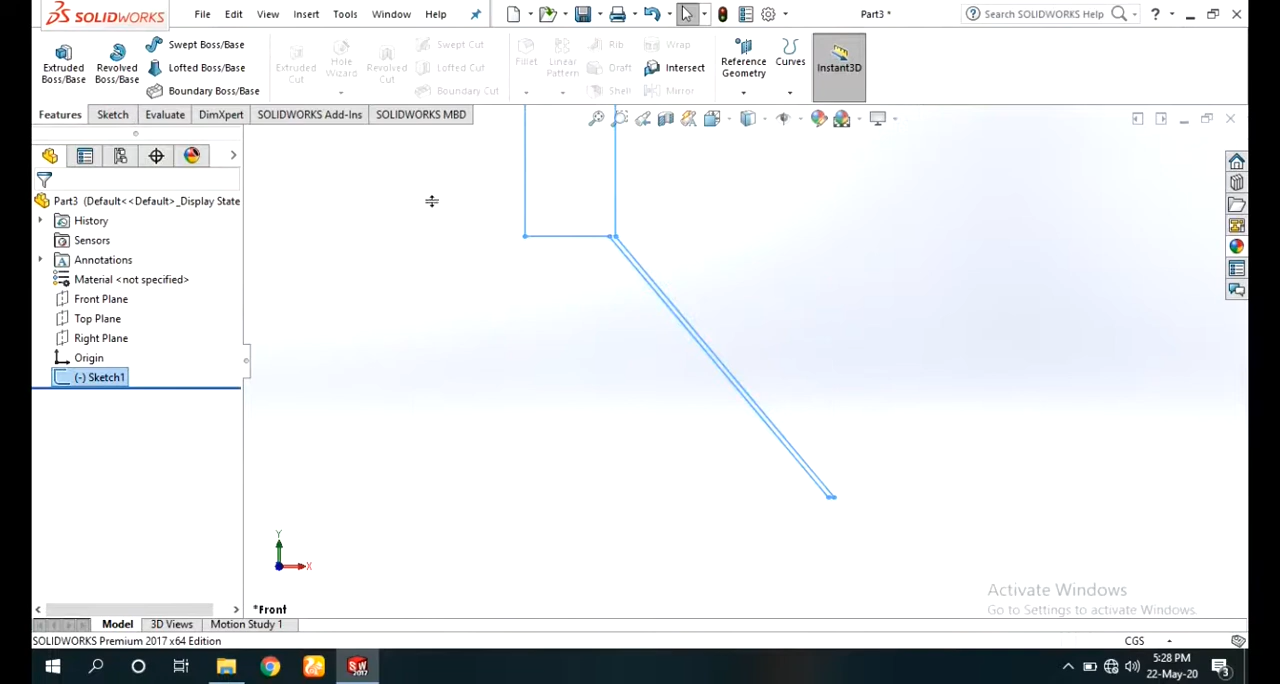 SOLIDWORKS File Edit View Insert Tools Window Help Part3 * Search SOLIDWORKS Help ?
Extruded Boss/Base
Revolved Boss/Base
Swept Boss/Base
Lofted Boss/Base
Boundary Boss/Base
Extruded Cut
Hole Wizard
Revolved Cut
Swept Cut
Lofted Cut
Boundary Cut
Fillet
Linear Pattern
Rib
Draft
Shell
Wrap
Intersect
Mirror
Reference Geometry
Curves
Instant3D
Features Sketch Evaluate DimXpert SOLIDWORKS Add-Ins SOLIDWORKS MBD
Part3 (Default<<Default>_Display State
History
Sensors
Annotations
Material <not specified>
Front Plane
Top Plane
Right Plane
Origin
(-) Sketch1
Y
X
*Front
Activate Windows
Go to Settings to activate Windows.
Model 3D Views Motion Study 1
SOLIDWORKS Premium 2017 x64 Edition CGS
SW 2017
5:28 PM
22-May-20
3